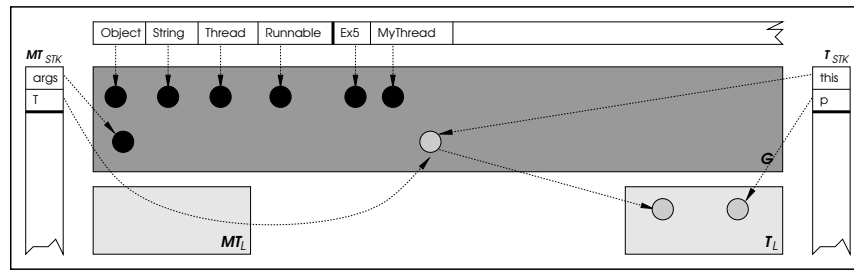 Object String Thread Runnable Ex5 MyThread
MT STK
T STK
args
this
T
p
G
MT L
T L